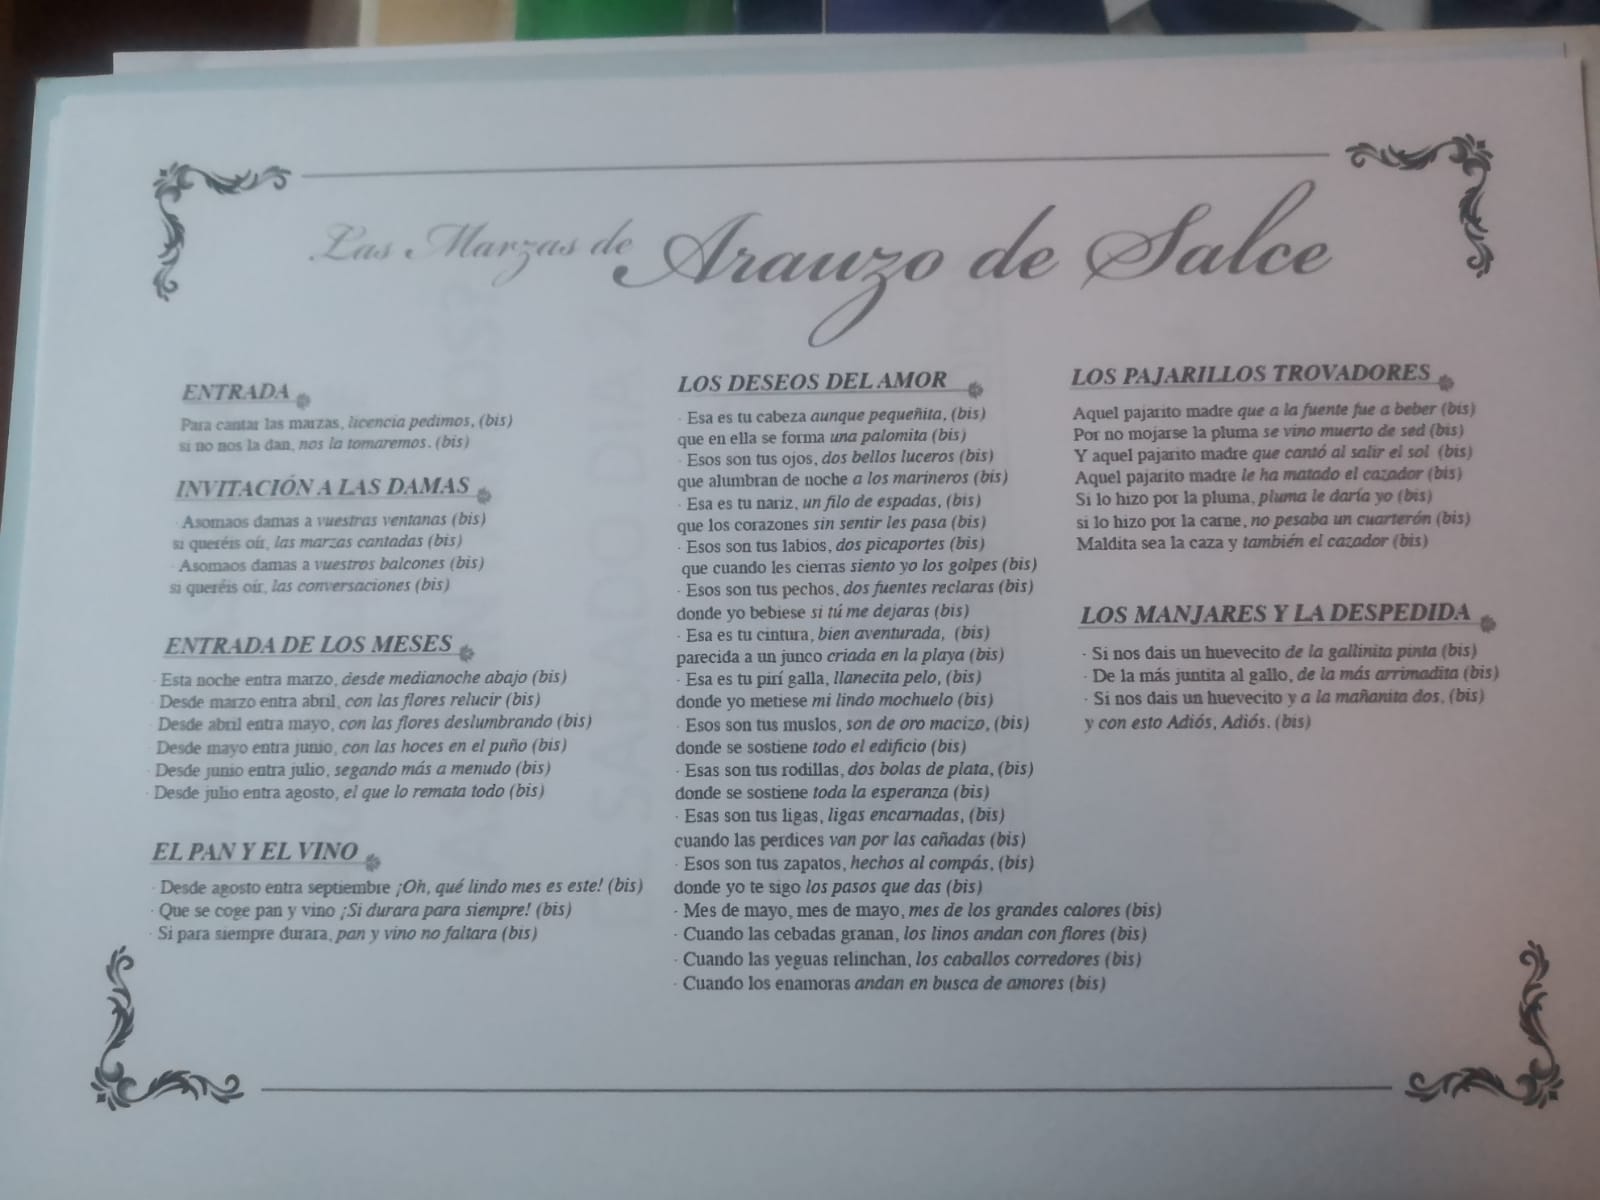 Las Marzas de Arauzo de Salce
ENTRADA
Para cantar las marzas, licencia pedimos, (bis)
si no nos la dan, nos la tomaremos. (bis)
INVITACIÓN A LAS DAMAS
· Asomaos damas a vuestras ventanas (bis)
si queréis oír, las marzas cantadas (bis)
· Asomaos damas a vuestros balcones (bis)
si queréis oír, las conversaciones (bis)
ENTRADA DE LOS MESES
· Esta noche entra marzo, desde medianoche abajo (bis)
· Desde marzo entra abril, con las flores relucir (bis)
· Desde abril entra mayo, con las flores deslumbrando (bis)
· Desde mayo entra junio, con las hoces en el puño (bis)
· Desde junio entra julio, segando más a menudo (bis)
· Desde julio entra agosto, el que lo remata todo (bis)
EL PAN Y EL VINO
· Desde agosto entra septiembre ¡Oh, qué lindo mes es este! (bis)
· Que se coge pan y vino ¡Si durara para siempre! (bis)
· Si para siempre durara, pan y vino no faltara (bis)
LOS DESEOS DEL AMOR
· Esa es tu cabeza aunque pequeñita, (bis)
que en ella se forma una palomita (bis)
· Esos son tus ojos, dos bellos luceros (bis)
que alumbran de noche a los marineros (bis)
· Esa es tu nariz, un filo de espadas, (bis)
que los corazones sin sentir les pasa (bis)
· Esos son tus labios, dos picaportes (bis)
que cuando les cierras siento yo los golpes (bis)
· Esos son tus pechos, dos fuentes reclaras (bis)
donde yo bebiese si tú me dejaras (bis)
· Esa es tu cintura, bien aventurada, (bis)
parecida a un junco criada en la playa (bis)
· Esa es tu pirí galla, llanecita pelo, (bis)
donde yo metiese mi lindo mochuelo (bis)
· Esos son tus muslos, son de oro macizo, (bis)
donde se sostiene todo el edificio (bis)
· Esas son tus rodillas, dos bolas de plata, (bis)
donde se sostiene toda la esperanza (bis)
· Esas son tus ligas, ligas encarnadas, (bis)
cuando las perdices van por las cañadas (bis)
· Esos son tus zapatos, hechos al compás, (bis)
donde yo te sigo los pasos que das (bis)
· Mes de mayo, mes de mayo, mes de los grandes calores (bis)
· Cuando las cebadas granan, los linos andan con flores (bis)
· Cuando las yeguas relinchan, los caballos corredores (bis)
· Cuando los enamoras andan en busca de amores (bis)
LOS PAJARILLOS TROVADORES
Aquel pajarito madre que a la fuente fue a beber (bis)
Por no mojarse la pluma se vino muerto de sed (bis)
Y aquel pajarito madre que cantó al salir el sol (bis)
Aquel pajarito madre le ha matado el cazador (bis)
Si lo hizo por la pluma, pluma le daría yo (bis)
si lo hizo por la carne, no pesaba un cuarterón (bis)
Maldita sea la caza y también el cazador (bis)
LOS MANJARES Y LA DESPEDIDA
· Si nos dais un huevecito de la gallinita pinta (bis)
· De la más juntita al gallo, de la más arrimadita (bis)
· Si nos dais un huevecito y a la mañanita dos, (bis)
y con esto Adiós, Adiós. (bis)